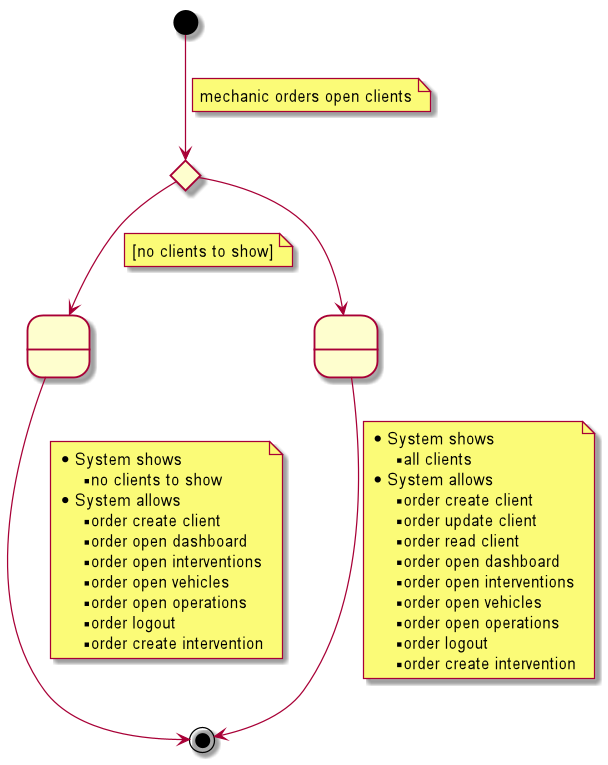 mechanic orders open clients
[no clients to show]
System shows
no clients to show
System allows
order create client
order open dashboard
order open interventions
order open vehicles
order open operations
order logout
order create intervention
System shows
all clients
System allows
order create client
order update client
order read client
order open dashboard
order open interventions
order open vehicles
order open operations
order logout
order create intervention